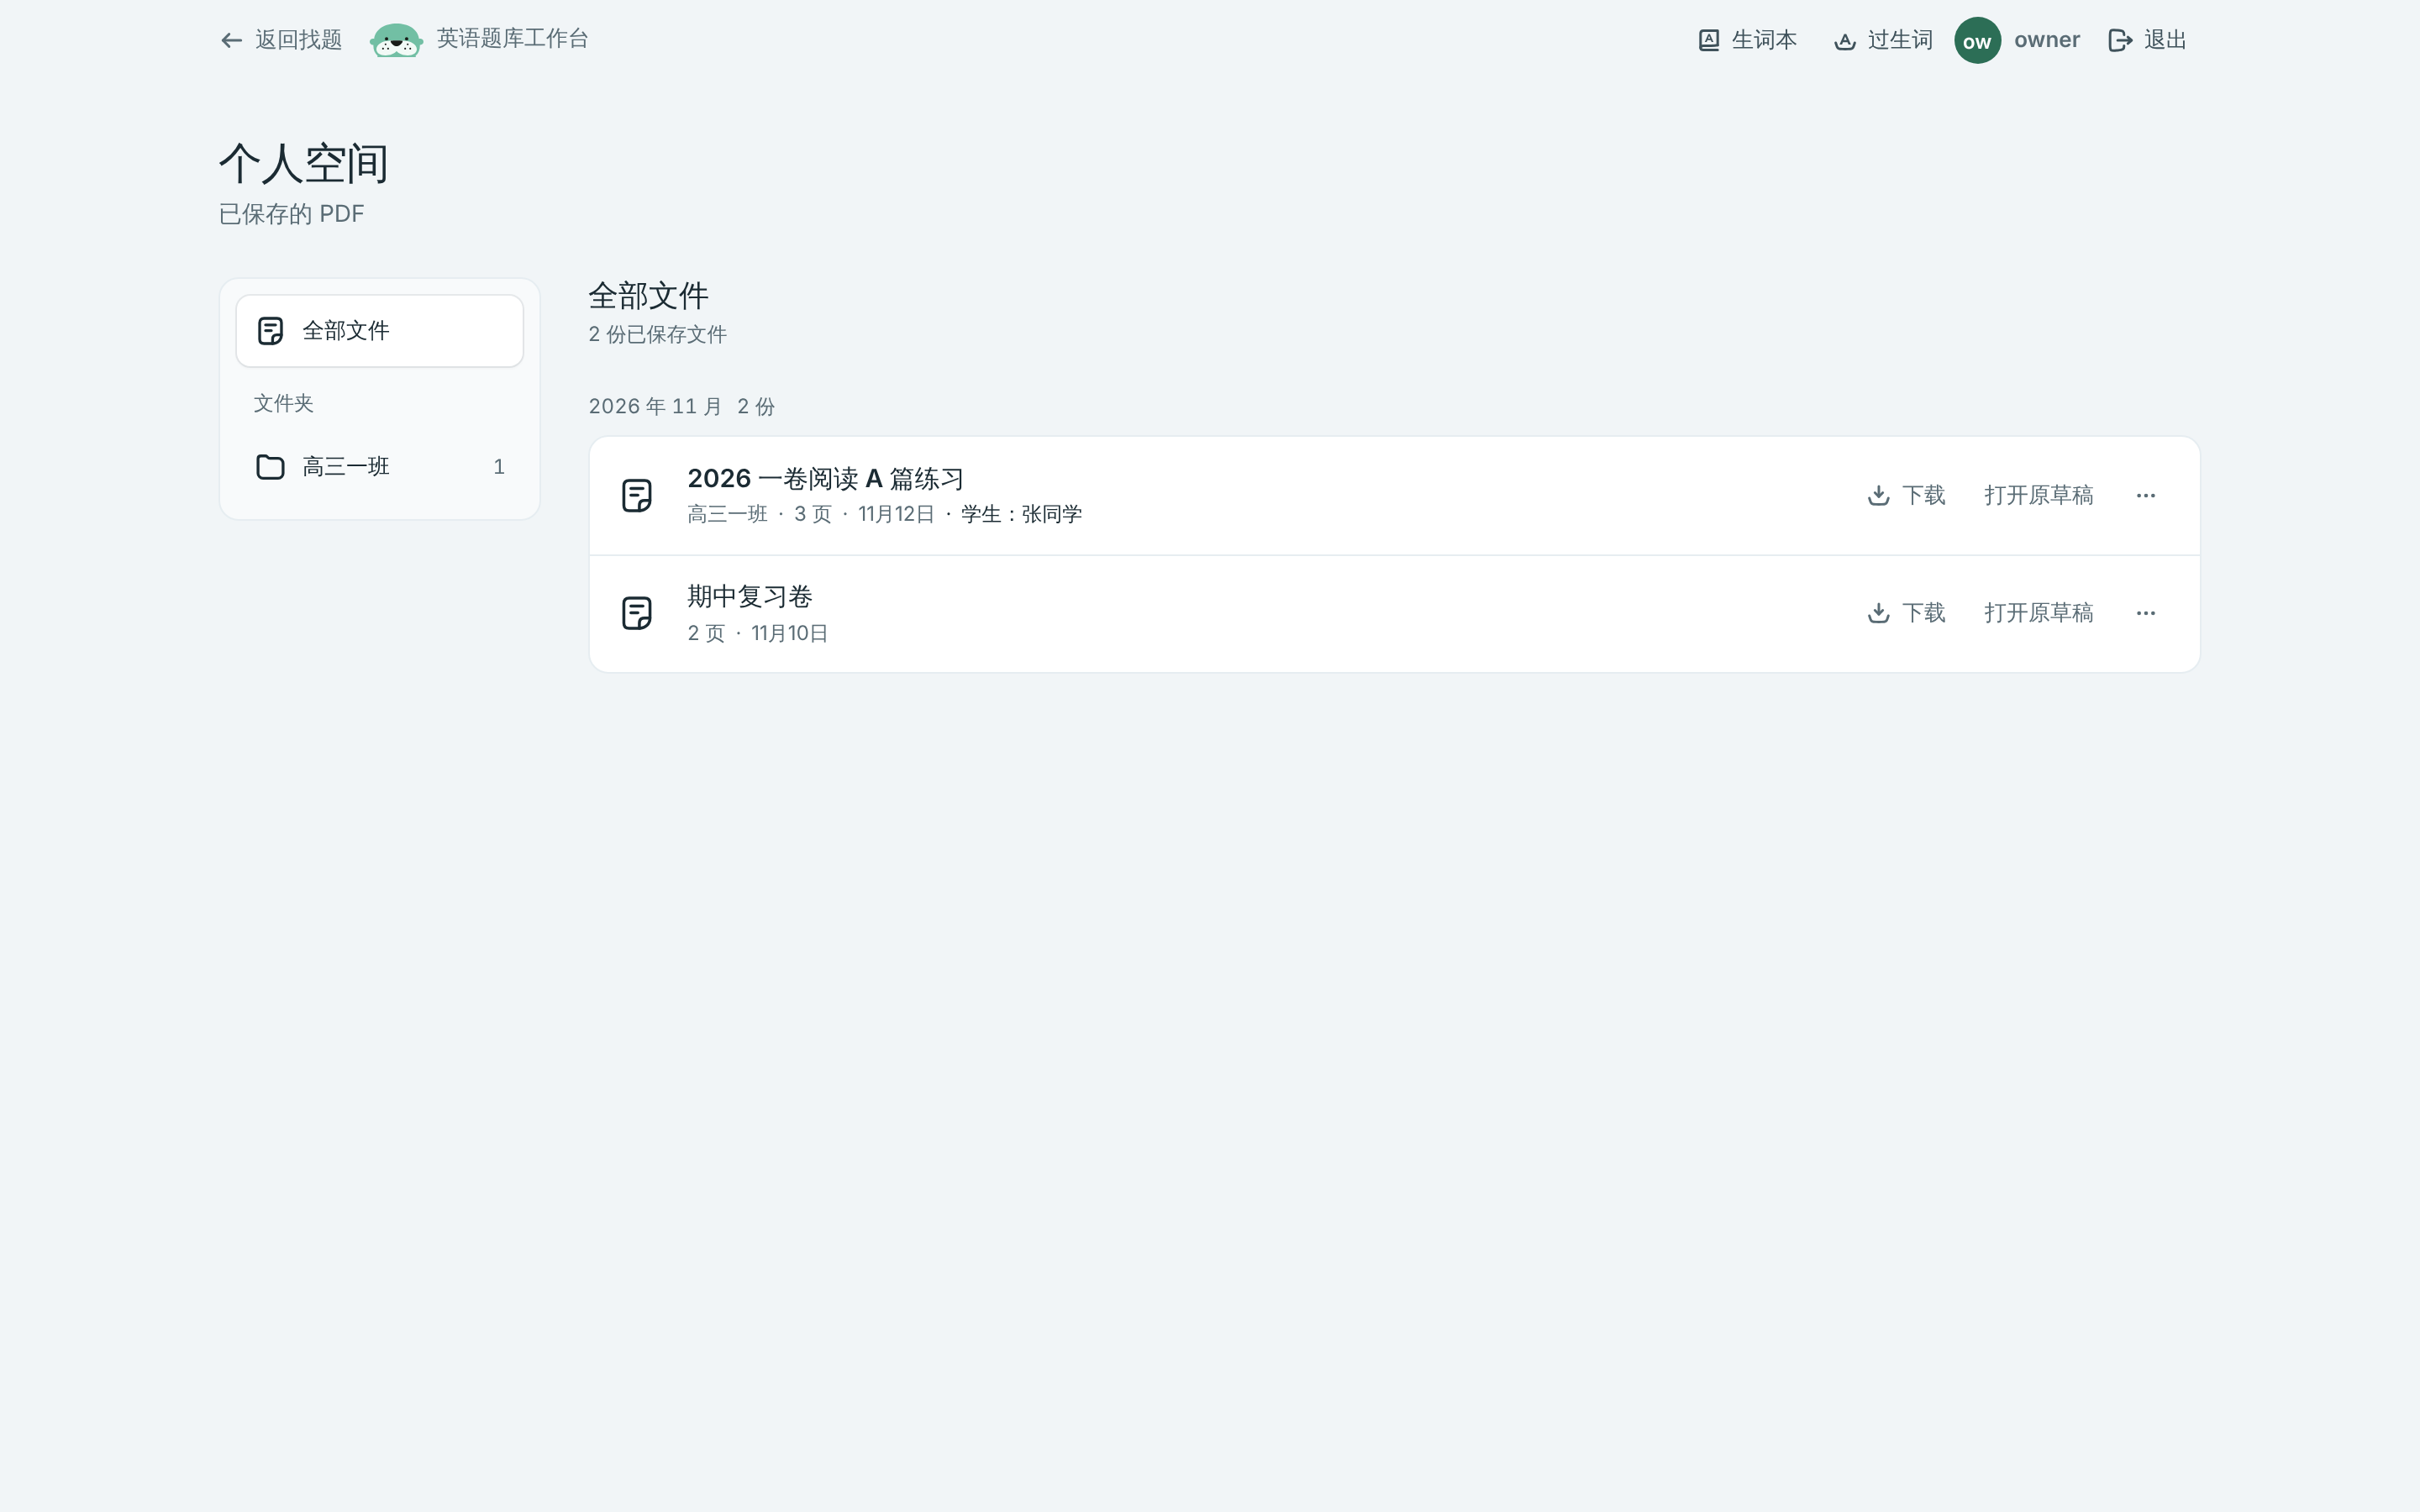 返回找题 英语题库工作台 生词本 过生词 ow owner 退出
个人空间
已保存的 PDF
全部文件
文件夹
高三一班 1
全部文件
2 份已保存文件
2026 年 11 月 2 份
2026 一卷阅读 A 篇练习
高三一班 · 3 页 · 11月12日 · 学生：张同学
下载 打开原草稿 ···
期中复习卷
2 页 · 11月10日
下载 打开原草稿 ···